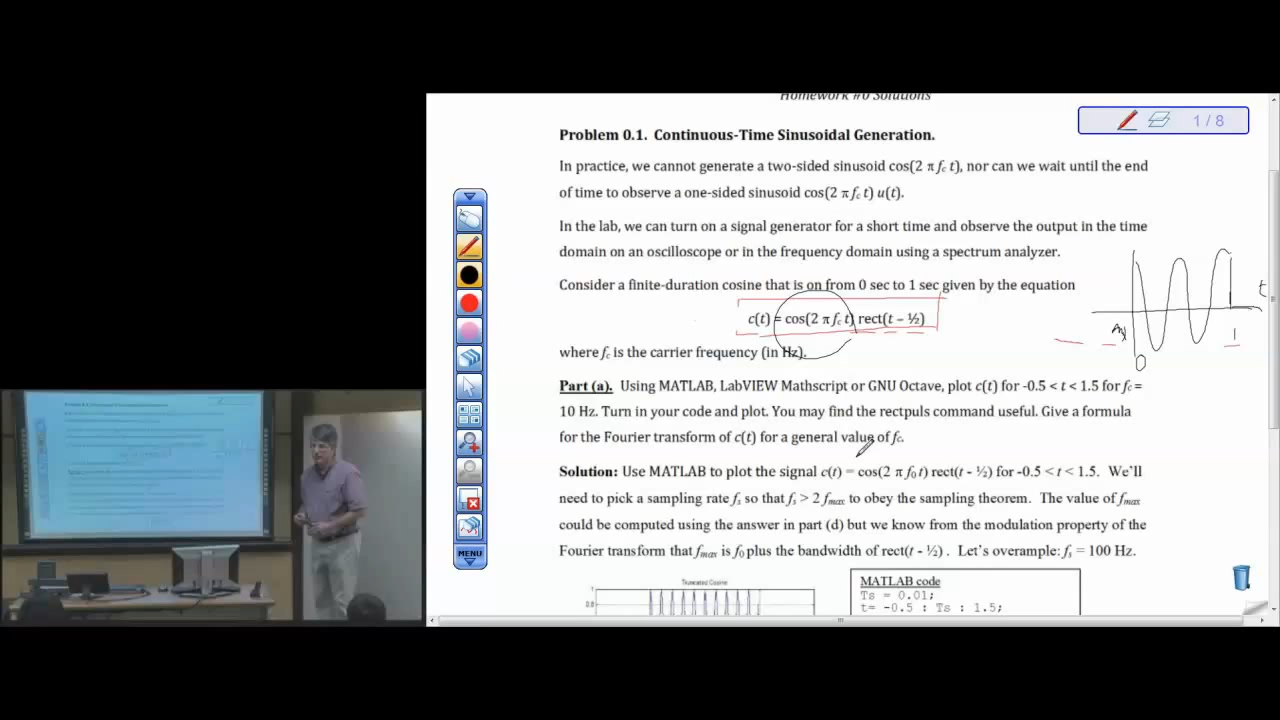 Homework #0 Solutions
1 / 8
Problem 0.1. Continuous-Time Sinusoidal Generation.
In practice, we cannot generate a two-sided sinusoid cos(2 π fc t), nor can we wait until the end
of time to observe a one-sided sinusoid cos(2 π fc t) u(t).
In the lab, we can turn on a signal generator for a short time and observe the output in the time
domain on an oscilloscope or in the frequency domain using a spectrum analyzer.
Consider a finite-duration cosine that is on from 0 sec to 1 sec given by the equation
c(t) = cos(2 π fc t) rect(t – ½)
where fc is the carrier frequency (in Hz).
t
0
1
Part (a). Using MATLAB, LabVIEW Mathscript or GNU Octave, plot c(t) for -0.5 < t < 1.5 for fc =
10 Hz. Turn in your code and plot. You may find the rectpuls command useful. Give a formula
for the Fourier transform of c(t) for a general value of fc.
Solution: Use MATLAB to plot the signal c(t) = cos(2 π f0 t) rect(t - ½) for -0.5 < t < 1.5. We'll
need to pick a sampling rate fs so that fs > 2 fmax to obey the sampling theorem. The value of fmax
could be computed using the answer in part (d) but we know from the modulation property of the
Fourier transform that fmax is f0 plus the bandwidth of rect(t - ½) . Let's overample: fs = 100 Hz.
MENU
Truncated Cosine
1
0.8
MATLAB code
Ts = 0.01;
t= -0.5 : Ts : 1.5;